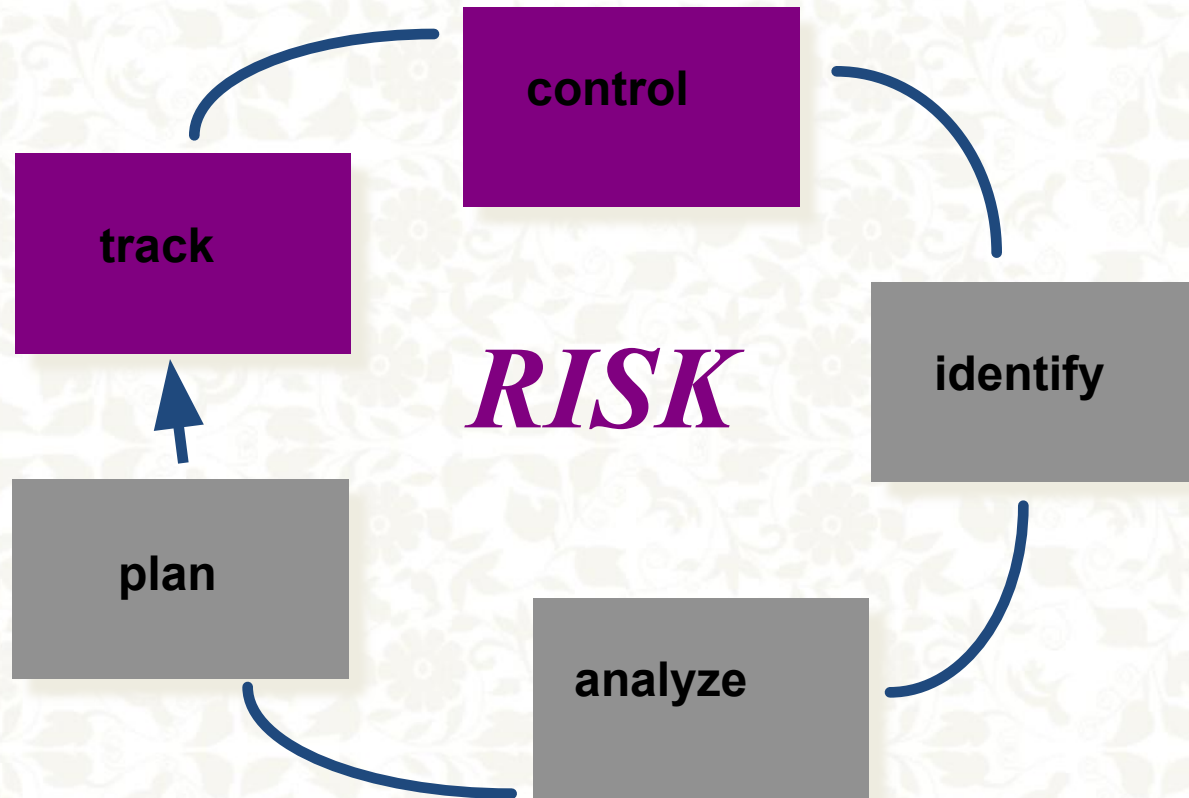 control
track
RISK
identify
plan
analyze